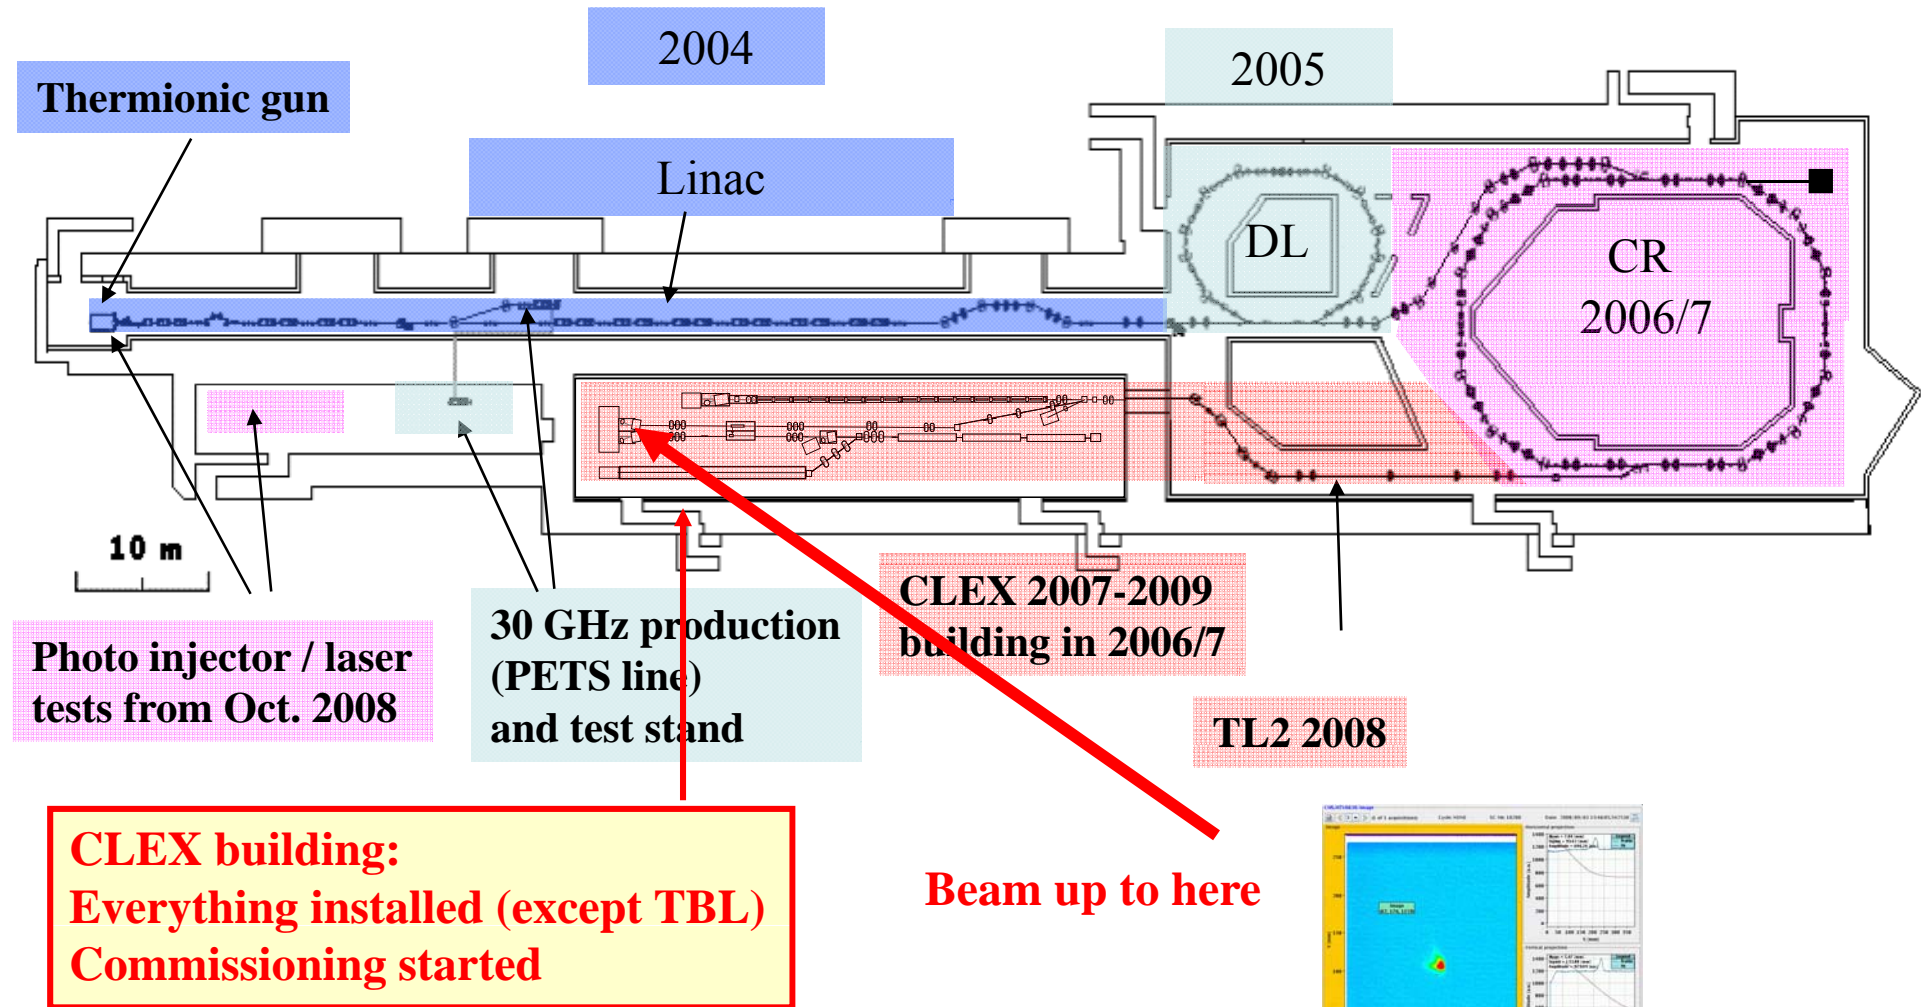 2004
2005
Thermionic gun
Linac
DL
CR
2006/7
10 m
Photo injector / laser
tests from Oct. 2008
30 GHz production
(PETS line)
and test stand
CLEX 2007-2009
building in 2006/7
TL2 2008
CLEX building:
Everything installed (except TBL)
Commissioning started
Beam up to here